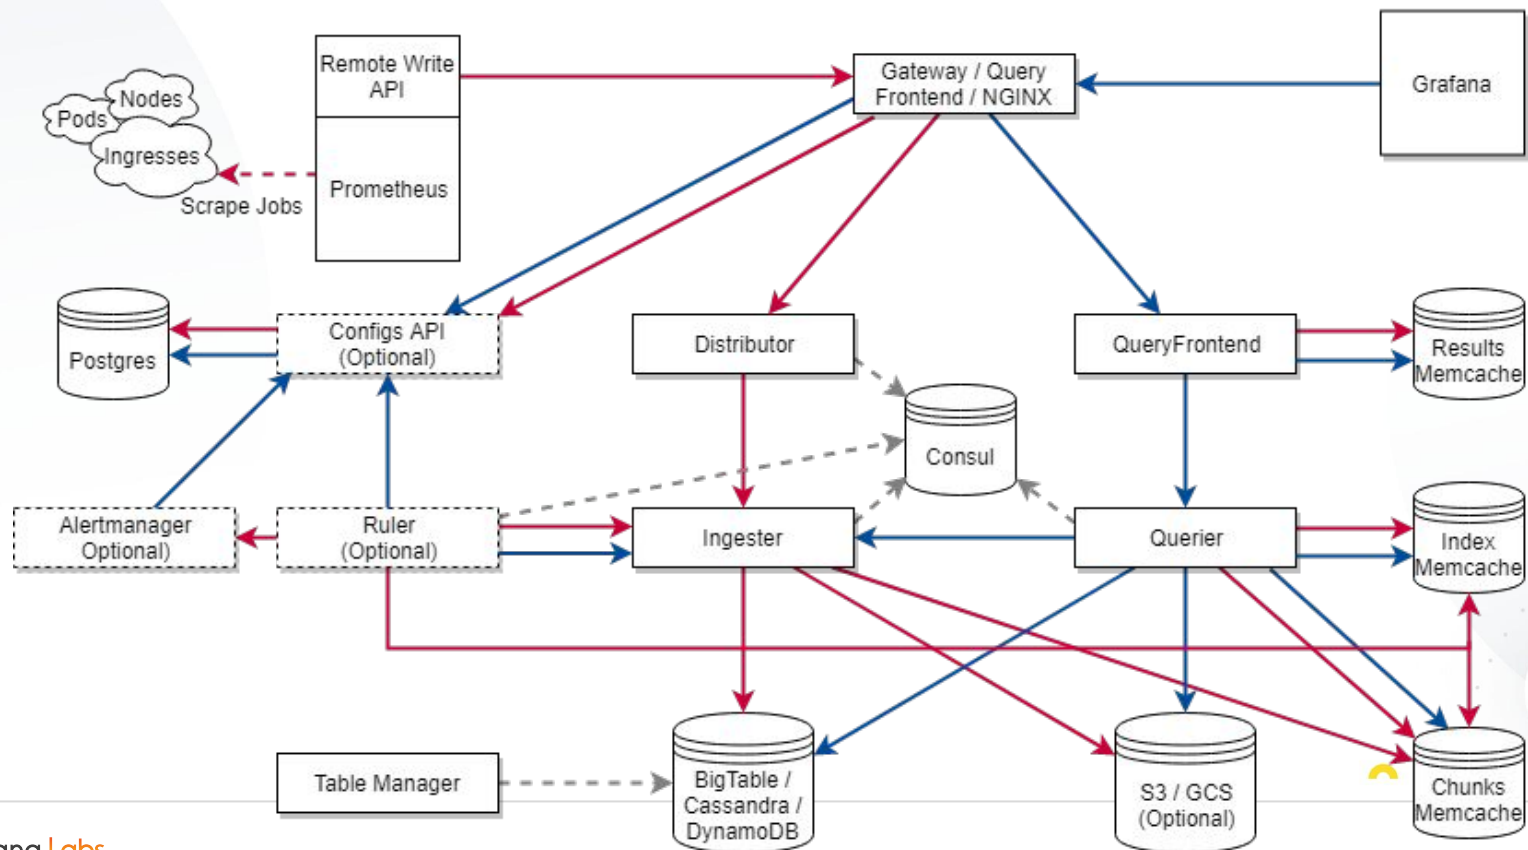 Remote Write
API
Gateway / Query
Frontend / NGINX
Grafana
Nodes
Pods
Ingresses
Prometheus
Scrape Jobs
Postgres
Configs API
(Optional)
Distributor
QueryFrontend
Results
Memcache
Consul
Alertmanager
Optional)
Ruler
(Optional)
Ingester
Querier
Index
Memcache
Table Manager
BigTable /
Cassandra /
DynamoDB
S3 / GCS
(Optional)
Chunks
Memcache
Labs